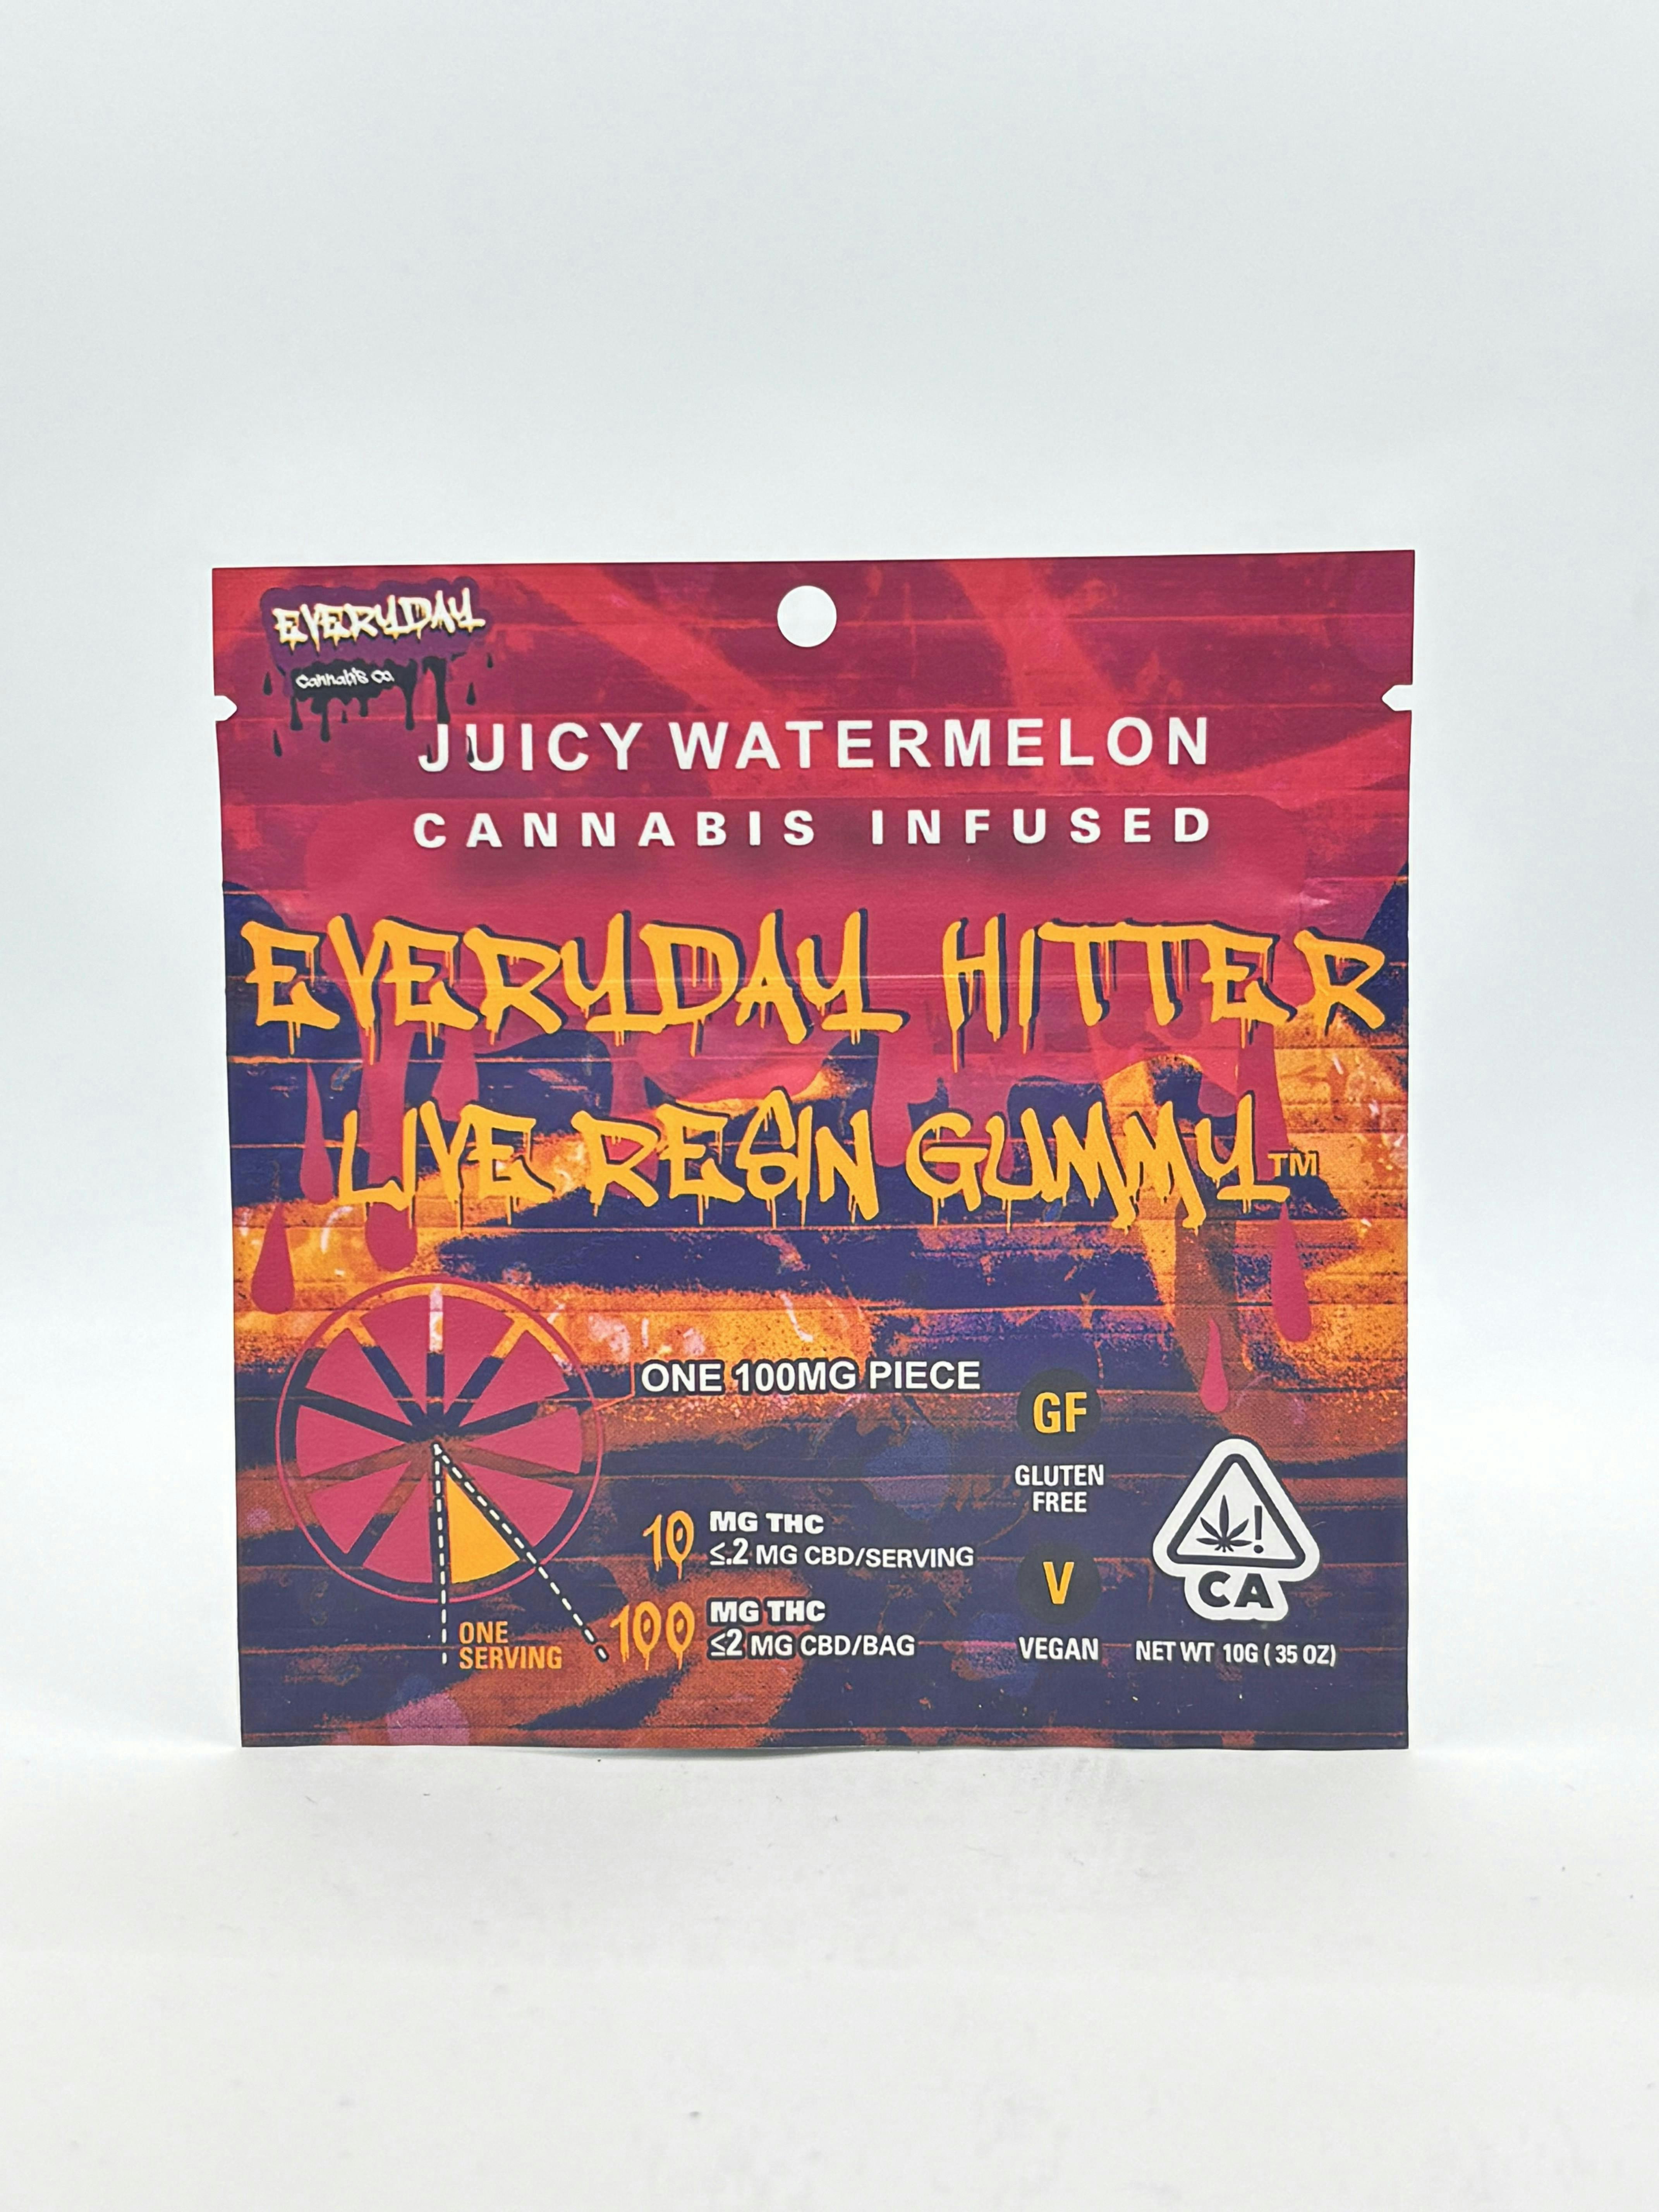 EVERYDAY
Cannabis Co.
JUICY WATERMELON
CANNABIS INFUSED
EVERYDAY HITTER
LIVE RESIN GUMMY™
ONE 100MG PIECE
GF
GLUTEN
FREE
10 MG THC
≤.2 MG CBD/SERVING
100 MG THC
≤2 MG CBD/BAG
ONE
SERVING
V
VEGAN
!
CA
NET WT 10G ( 35 OZ)